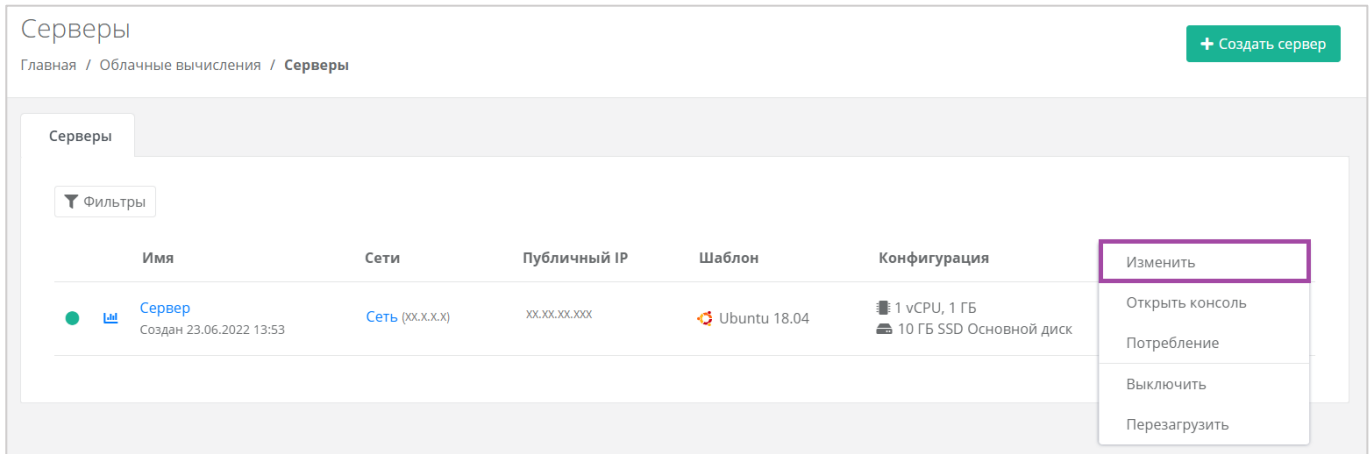 Серверы
+ Создать сервер
Главная / Облачные вычисления / Серверы
Серверы
Фильтры
Имя Сети Публичный IP Шаблон Конфигурация
Сервер
Создан 23.06.2022 13:53
Сеть (xx.x.x.x)
xx.xx.xx.xxx
Ubuntu 18.04
1 vCPU, 1 ГБ
10 ГБ SSD Основной диск
Изменить
Открыть консоль
Потребление
Выключить
Перезагрузить